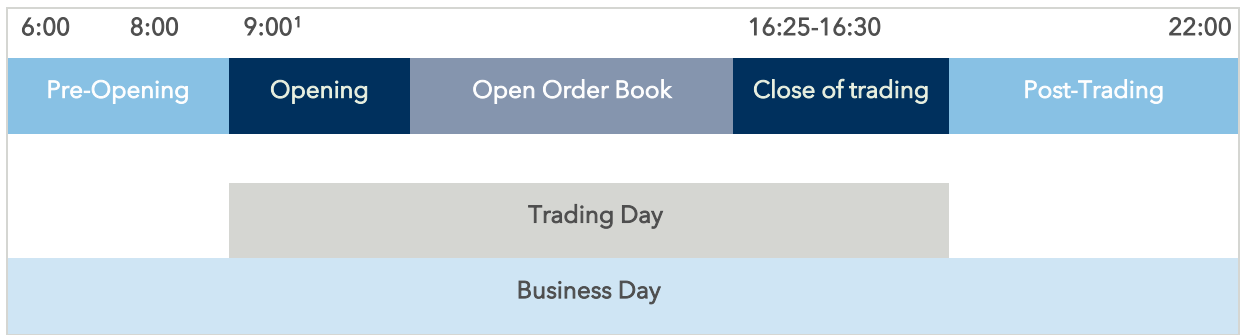 6:00 8:00 9:00¹ 16:25-16:30 22:00
Pre-Opening Opening Open Order Book Close of trading Post-Trading
Trading Day
Business Day